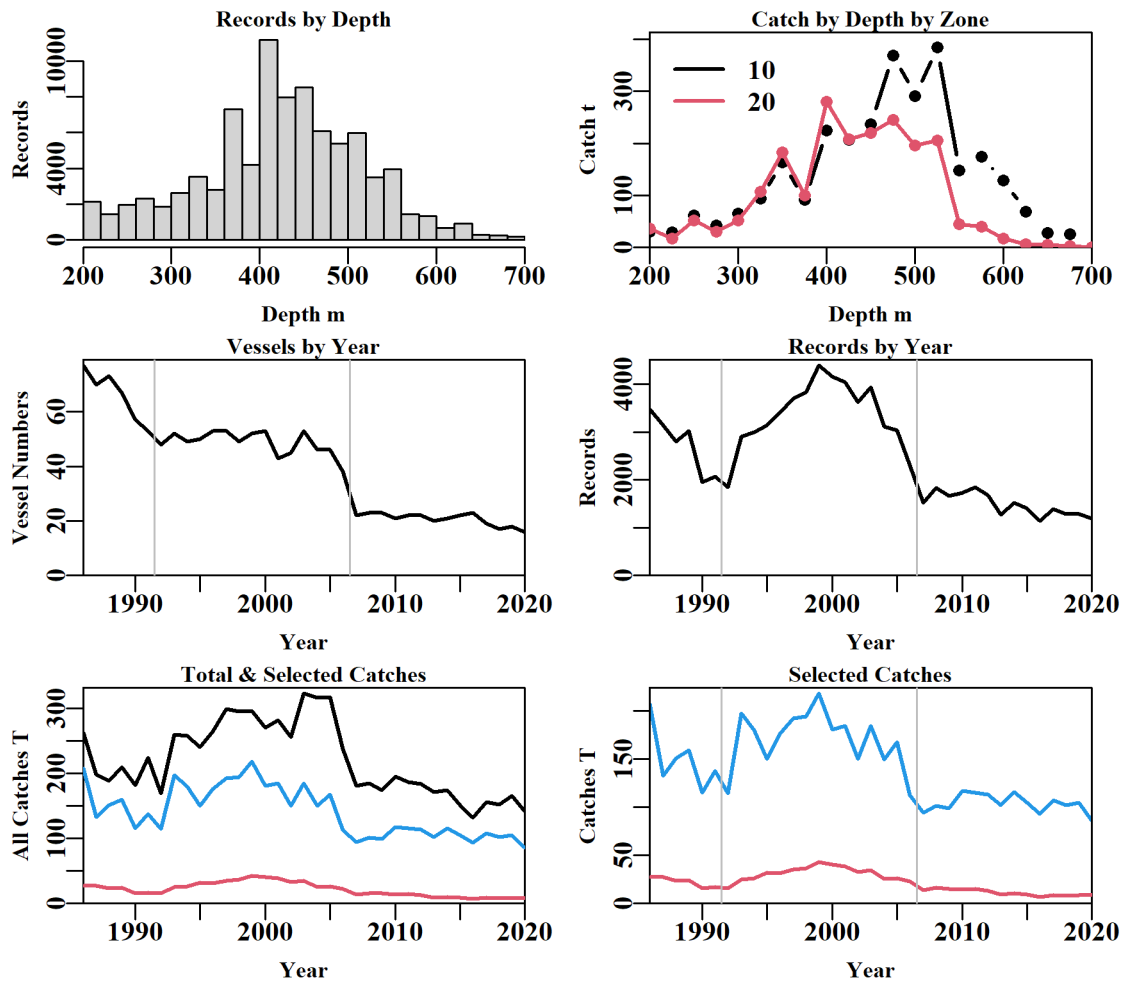 Records by Depth
Records
0 4000 10000
200 300 400 500 600 700
Depth m
Catch by Depth by Zone
Catch t
0 100 300
10
20
200 300 400 500 600 700
Depth m
Vessels by Year
Vessel Numbers
0 20 40 60
1990 2000 2010 2020
Year
Records by Year
Records
0 2000 4000
1990 2000 2010 2020
Year
Total & Selected Catches
All Catches T
0 100 200 300
1990 2000 2010 2020
Year
Selected Catches
Catches T
0 50 150
1990 2000 2010 2020
Year